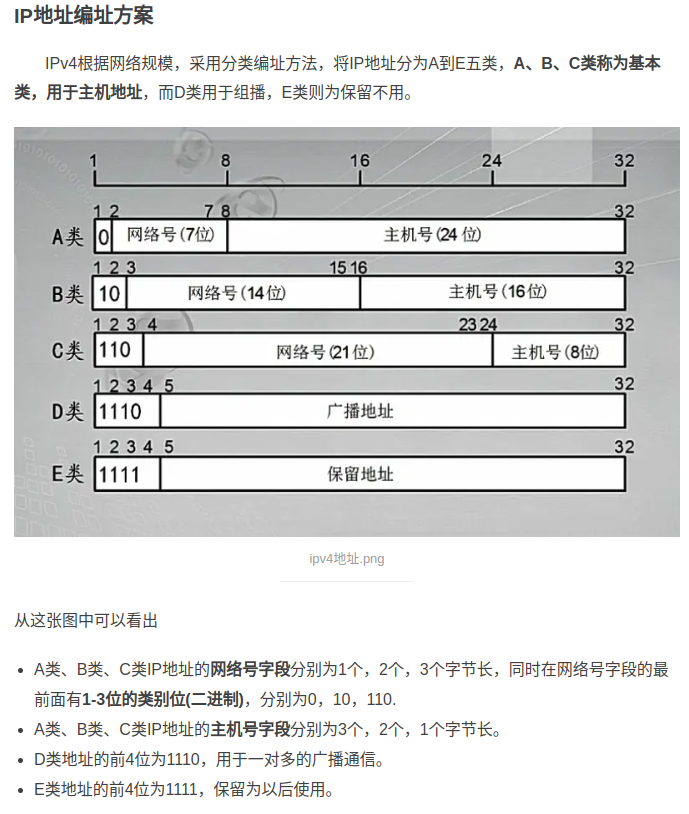 IP地址编址方案
IPv4根据网络规模，采用分类编址方法，将IP地址分为A到E五类，A、B、C类称为基本
类，用于主机地址，而D类用于组播，E类则为保留不用。
1 8 16 24 32
1 2 7 8 32
A类 0 网络号(7位) 主机号(24 位)
1 2 3 15 16 32
B类 10 网络号(14位) 主机号(16位)
1 2 3 4 23 24 32
C类 110 网络号(21位) 主机号(8位)
1 2 3 4 5 32
D类 1110 广播地址
1 2 3 4 5 32
E类 1111 保留地址
ipv4地址.png
从这张图中可以看出
• A类、B类、C类IP地址的网络号字段分别为1个，2个，3个字节长，同时在网络号字段的最
前面有1-3位的类别位(二进制)，分别为0，10，110.
• A类、B类、C类IP地址的主机号字段分别为3个，2个，1个字节长。
• D类地址的前4位为1110，用于一对多的广播通信。
• E类地址的前4位为1111，保留为以后使用。